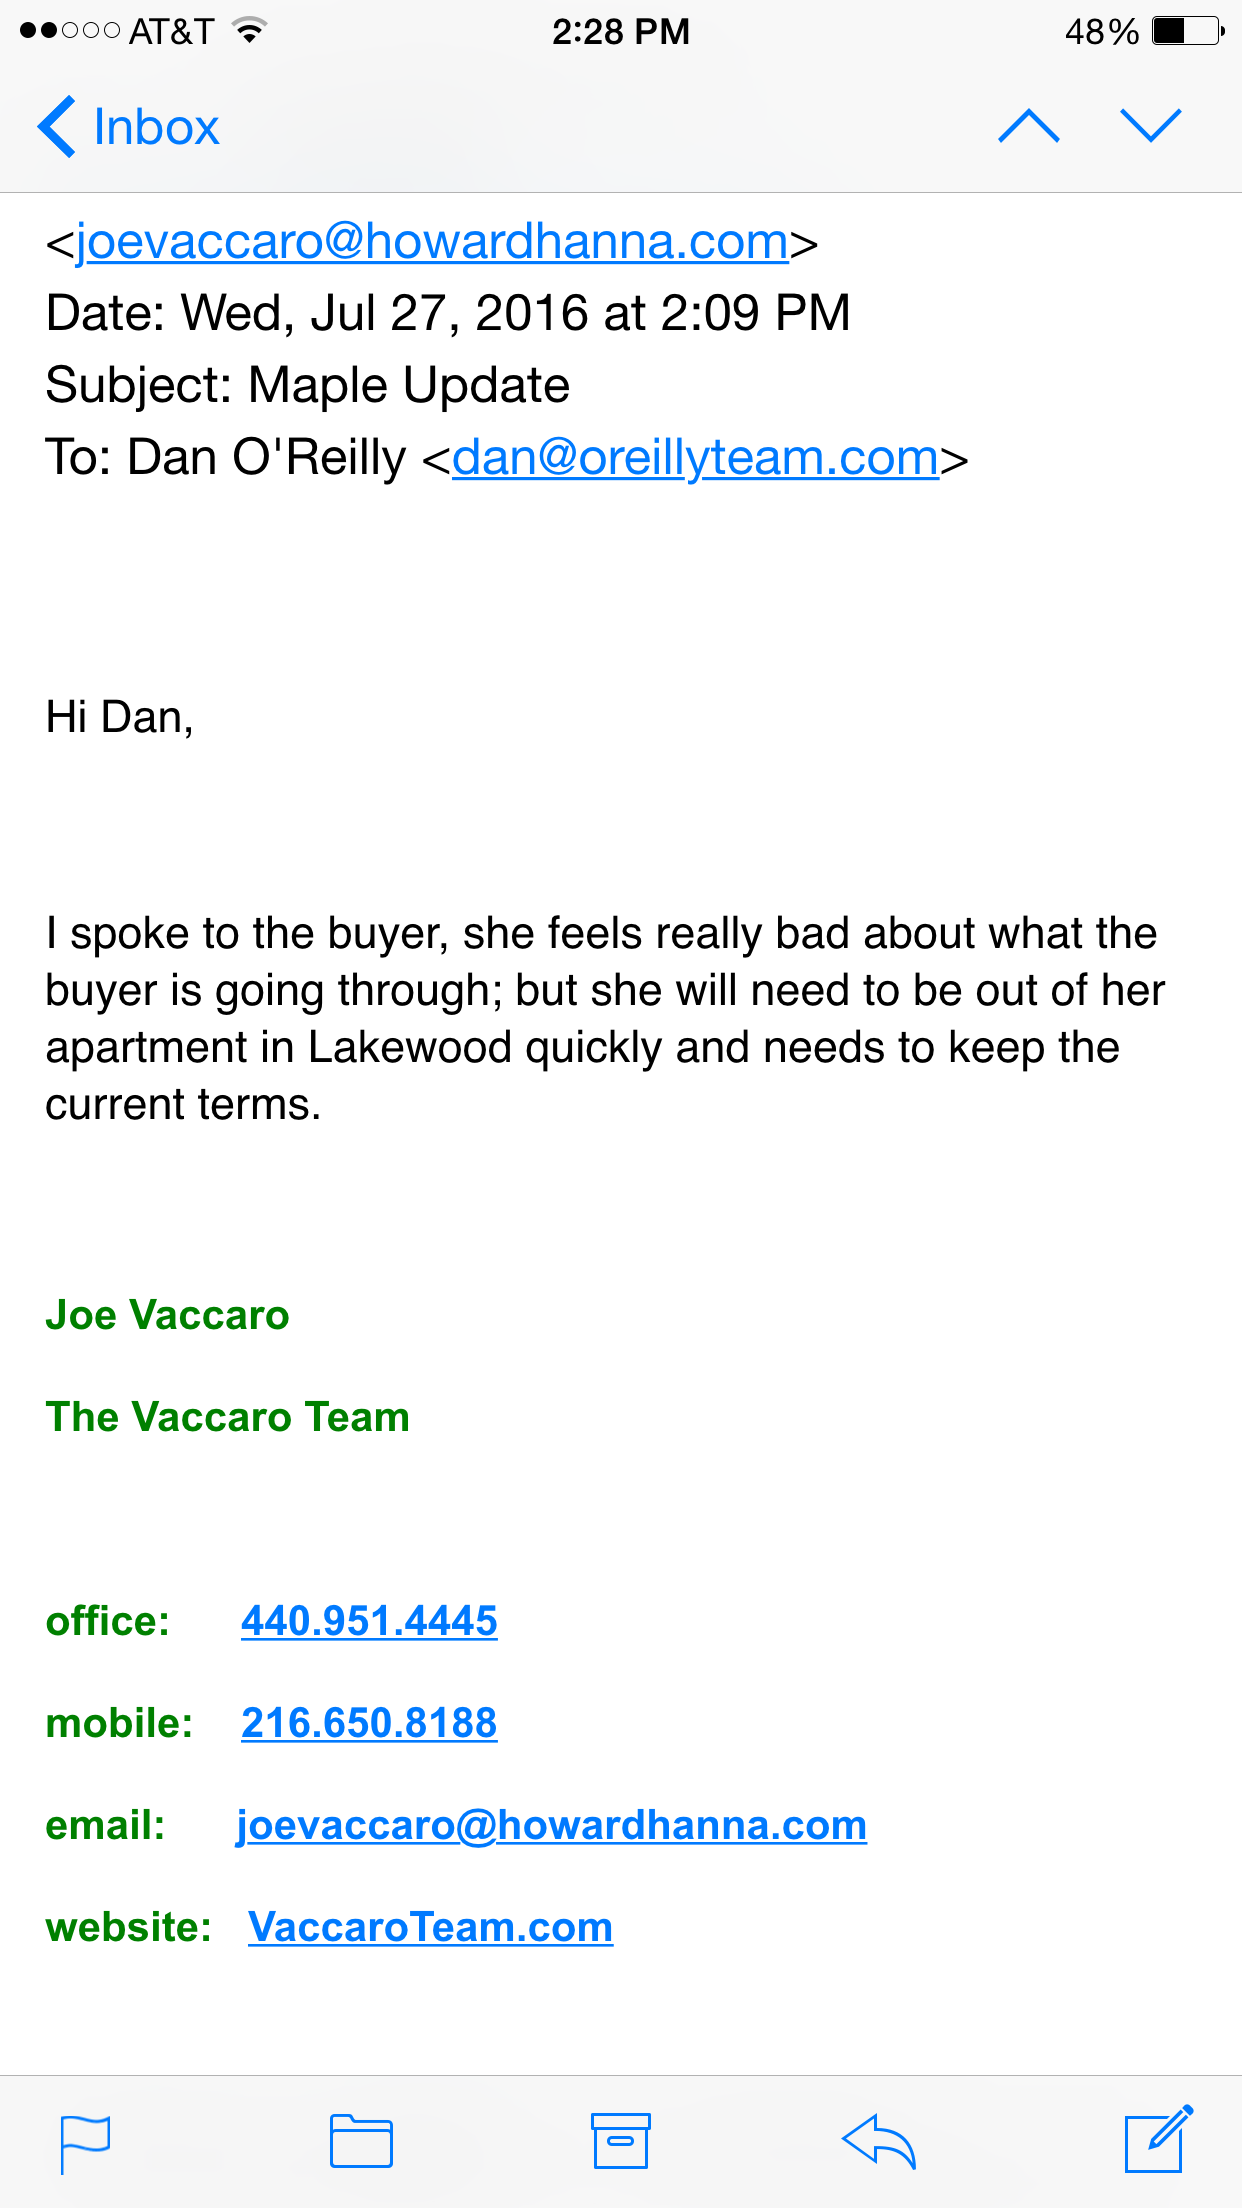 AT&T 2:28 PM 48%
Inbox
<joevaccaro@howardhanna.com>
Date: Wed, Jul 27, 2016 at 2:09 PM
Subject: Maple Update
To: Dan O'Reilly <dan@oreillyteam.com>
Hi Dan,
I spoke to the buyer, she feels really bad about what the
buyer is going through; but she will need to be out of her
apartment in Lakewood quickly and needs to keep the
current terms.
Joe Vaccaro
The Vaccaro Team
office: 440.951.4445
mobile: 216.650.8188
email: joevaccaro@howardhanna.com
website: VaccaroTeam.com